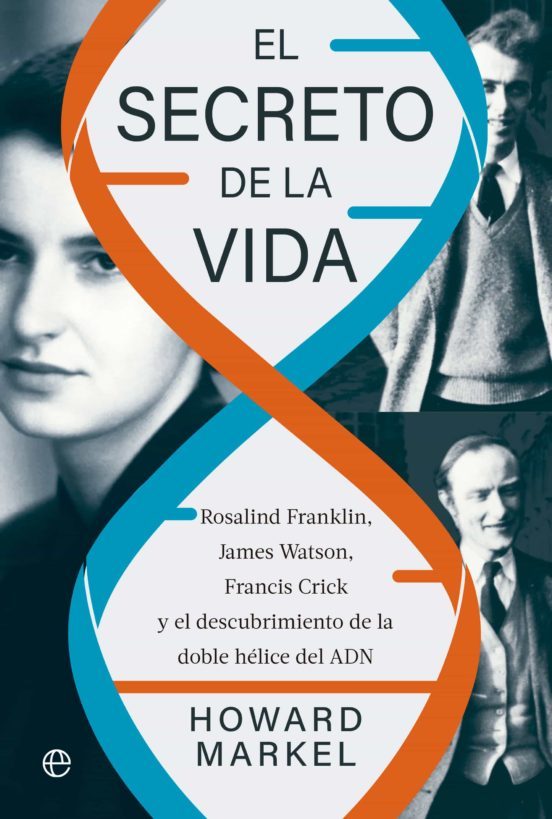 EL
SECRETO
DE LA
VIDA
Rosalind Franklin,
James Watson,
Francis Crick
y el descubrimiento de la
doble hélice del ADN
HOWARD
MARKEL